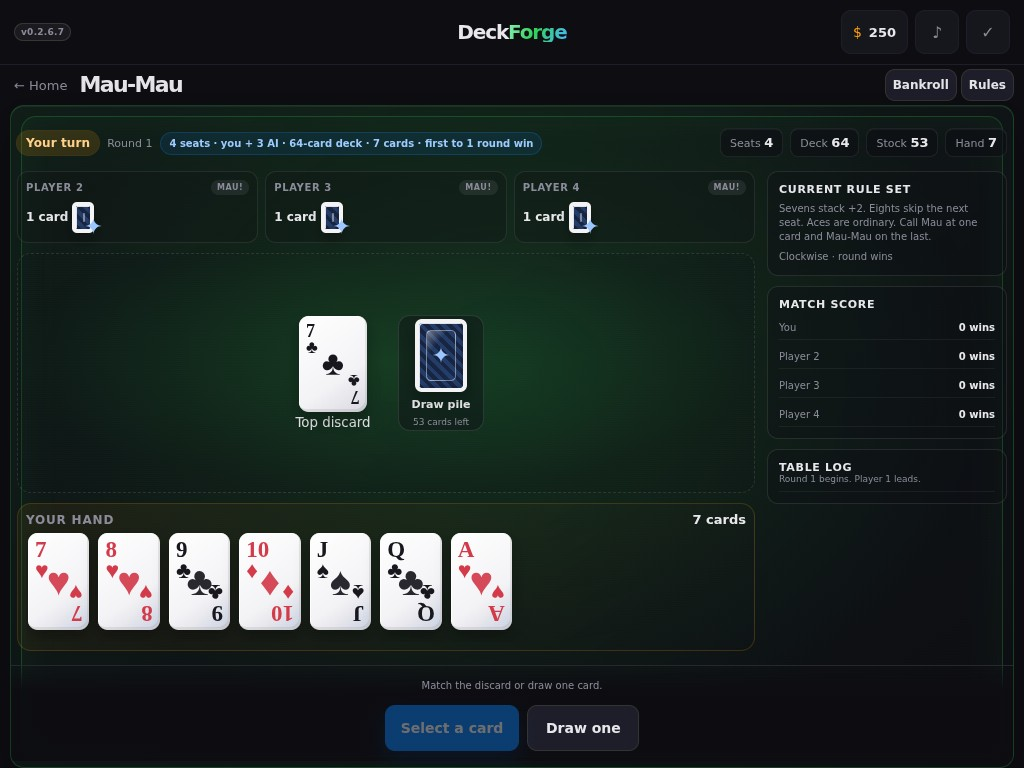 v0.2.6.7
DeckForge
$ 250
♪
✓
← Home
Mau-Mau
Bankroll
Rules
Your turn
Round 1
4 seats · you + 3 AI · 64-card deck · 7 cards · first to 1 round win
Seats 4
Deck 64
Stock 53
Hand 7
PLAYER 2
MAU!
1 card
PLAYER 3
MAU!
1 card
PLAYER 4
MAU!
1 card
CURRENT RULE SET
Sevens stack +2. Eights skip the next
seat. Aces are ordinary. Call Mau at one
card and Mau-Mau on the last.
Clockwise · round wins
MATCH SCORE
You 0 wins
Player 2 0 wins
Player 3 0 wins
Player 4 0 wins
TABLE LOG
Round 1 begins. Player 1 leads.
7
♣
♣
♣
7
Top discard
Draw pile
53 cards left
YOUR HAND
7 cards
7 ♥ ♥ ♥ 7
8 ♥ ♥ ♥ 8
9 ♣ ♣ ♣ 9
10 ♦ ♦ ♦ 10
J ♠ ♠ ♠ J
Q ♣ ♣ ♣ Q
A ♥ ♥ ♥ A
Match the discard or draw one card.
Select a card
Draw one